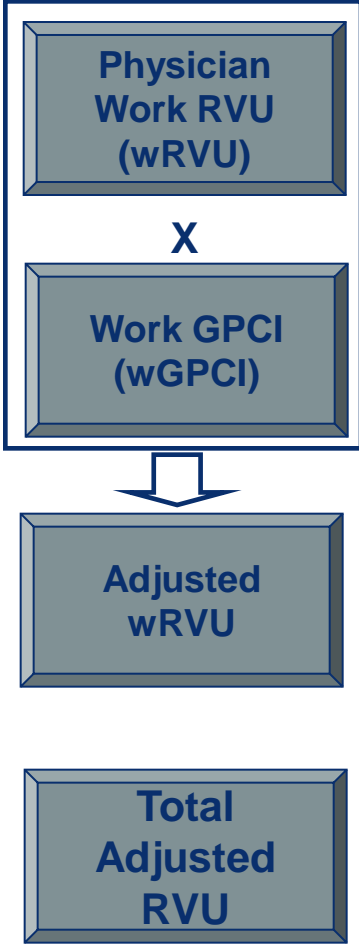 Physician
Work RVU
(wRVU)
X
Work GPCI
(wGPCI)
Adjusted
wRVU
Total
Adjusted
RVU